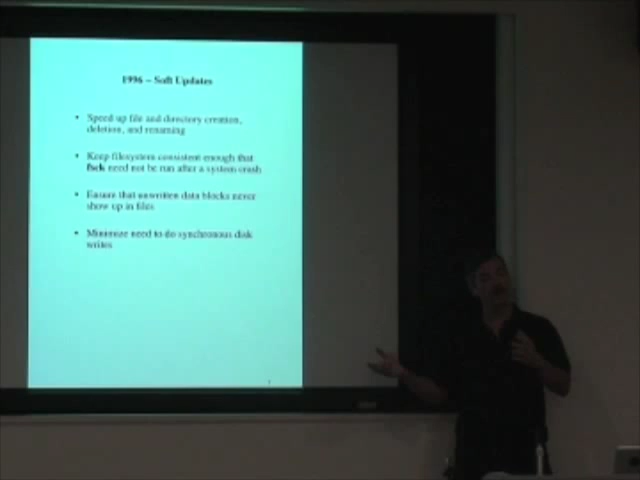 1996 – Soft Updates
• Speed up file and directory creation,
deletion, and renaming
• Keep filesystem consistent enough that
fsck need not be run after a system crash
• Ensure that unwritten data blocks never
show up in files
• Minimize need to do synchronous disk
writes